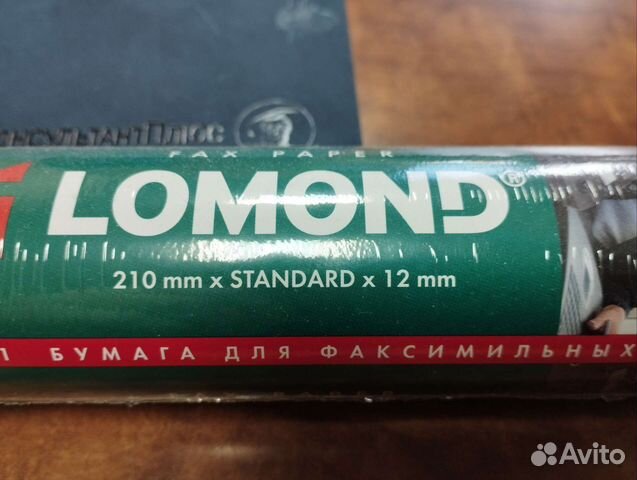 КонсультантПлюс
FAX PAPER
LOMOND®
210 mm x STANDARD x 12 mm
БУМАГА ДЛЯ ФАКСИМИЛЬНЫХ
Avito